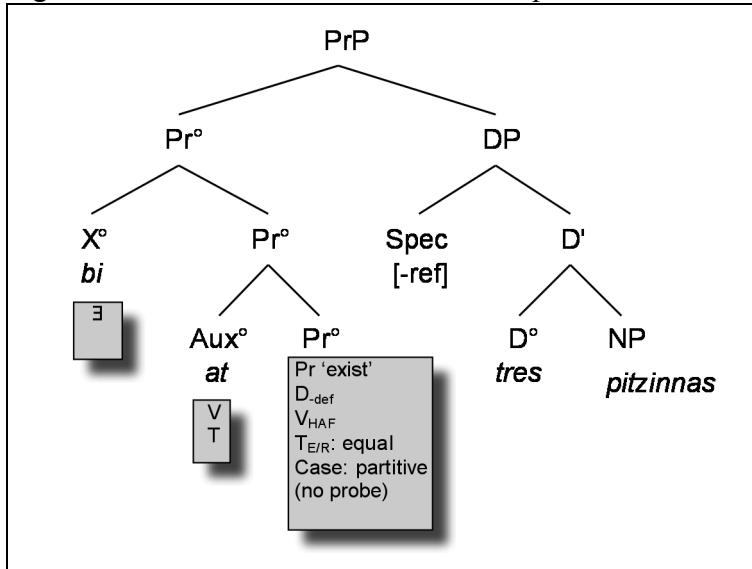 PrP
Pr° DP
X° Pr° Spec D'
bi [-ref]
∃
Aux° Pr° D° NP
at tres pitzinnas
V
T
Pr 'exist'
D-def
VHAF
TE/R: equal
Case: partitive
(no probe)